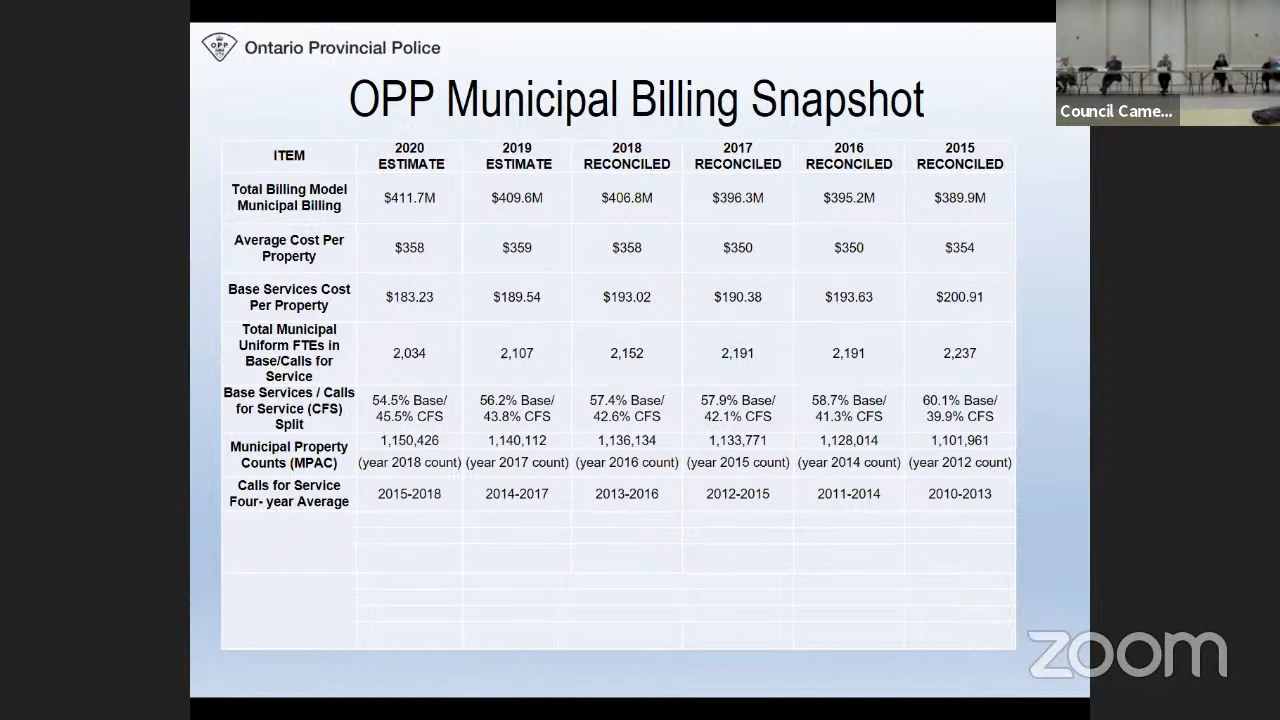 OPP
Ontario Provincial Police
OPP Municipal Billing Snapshot
Council Came...
ITEM
2020
ESTIMATE
2019
ESTIMATE
2018
RECONCILED
2017
RECONCILED
2016
RECONCILED
2015
RECONCILED
Total Billing Model
Municipal Billing
$411.7M
$409.6M
$406.8M
$396.3M
$395.2M
$389.9M
Average Cost Per
Property
$358
$359
$358
$350
$350
$354
Base Services Cost
Per Property
$183.23
$189.54
$193.02
$190.38
$193.63
$200.91
Total Municipal
Uniform FTEs in
Base/Calls for
Service
2,034
2,107
2,152
2,191
2,191
2,237
Base Services / Calls
for Service (CFS)
Split
54.5% Base/
45.5% CFS
56.2% Base/
43.8% CFS
57.4% Base/
42.6% CFS
57.9% Base/
42.1% CFS
58.7% Base/
41.3% CFS
60.1% Base/
39.9% CFS
Municipal Property
Counts (MPAC)
1,150,426
(year 2018 count)
1,140,112
(year 2017 count)
1,136,134
(year 2016 count)
1,133,771
(year 2015 count)
1,128,014
(year 2014 count)
1,101,961
(year 2012 count)
Calls for Service
Four- year Average
2015-2018
2014-2017
2013-2016
2012-2015
2011-2014
2010-2013
zoom